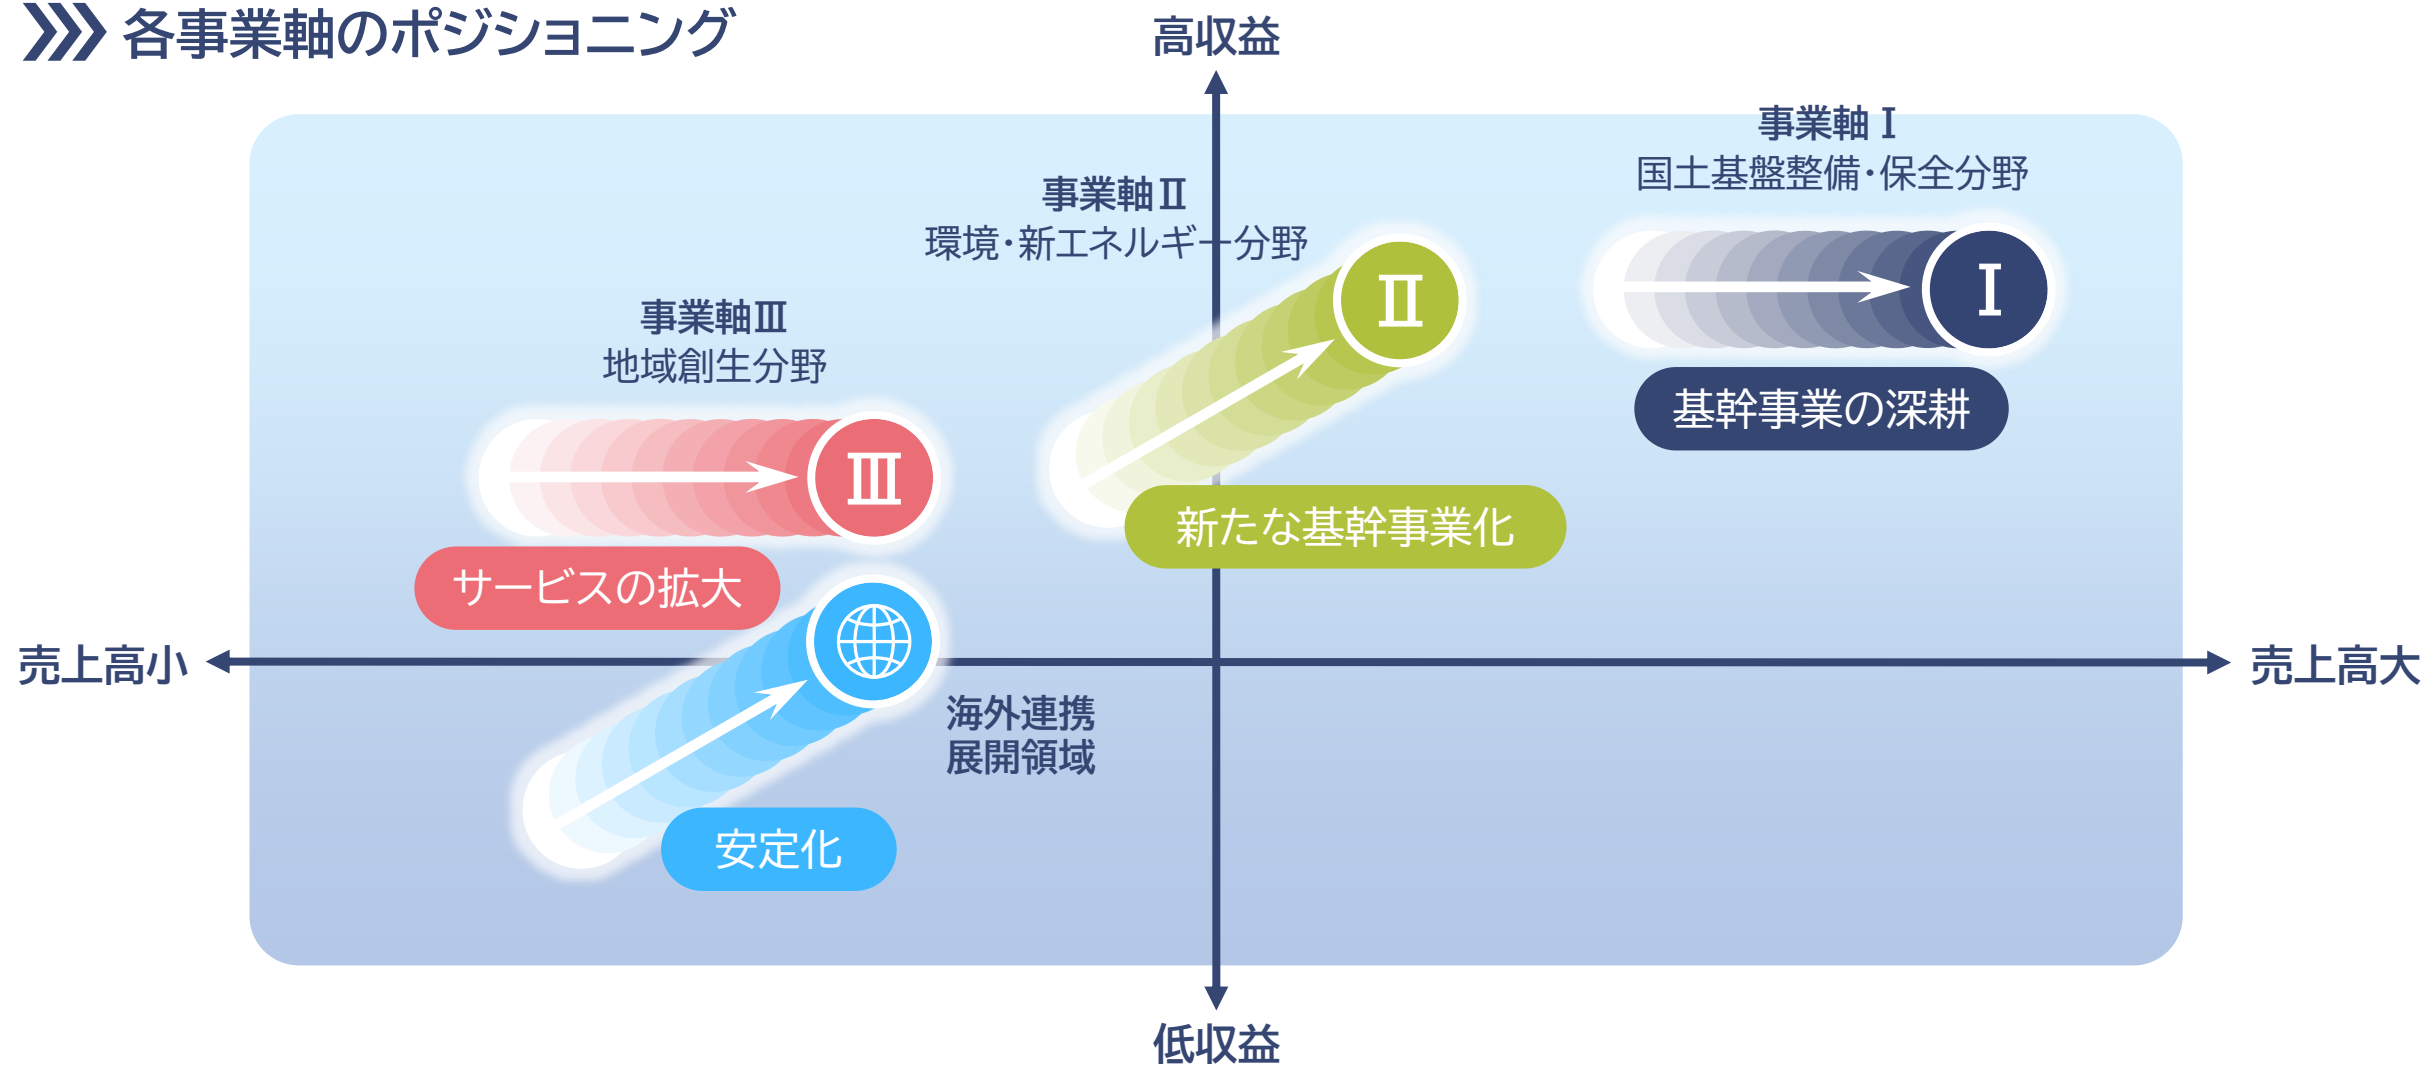 各事業軸のポジショニング
高収益
事業軸Ⅰ
国土基盤整備・保全分野
Ⅰ
基幹事業の深耕
事業軸Ⅱ
環境・新エネルギー分野
Ⅱ
新たな基幹事業化
事業軸Ⅲ
地域創生分野
Ⅲ
サービスの拡大
売上高小
売上高大
海外連携
展開領域
安定化
低収益